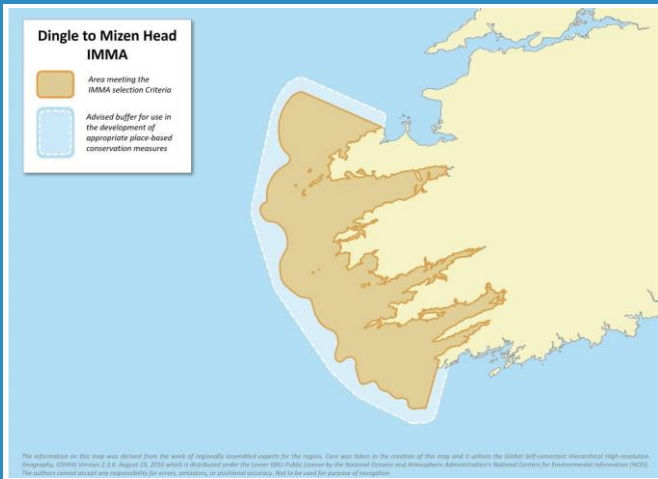 Dingle to Mizen Head
IMMA
Area meeting the
IMMA selection Criteria
Advised buffer for use in
the development of
appropriate place-based
conservation measures
The information on this map was derived from the work of regionally assembled experts for the region. Care was taken in the creation of this map and it utilises the Global Self-consistent Hierarchical High-resolution
Geography, GSHHG Version 2.3.6. August 19, 2016 which is distributed under the Lesser GNU Public License by the National Oceanic and Atmospheric Administration's National Centers for Environmental Information (NCEI).
The authors cannot accept any responsibility for errors, omissions, or positional accuracy. Not to be used for purpose of navigation